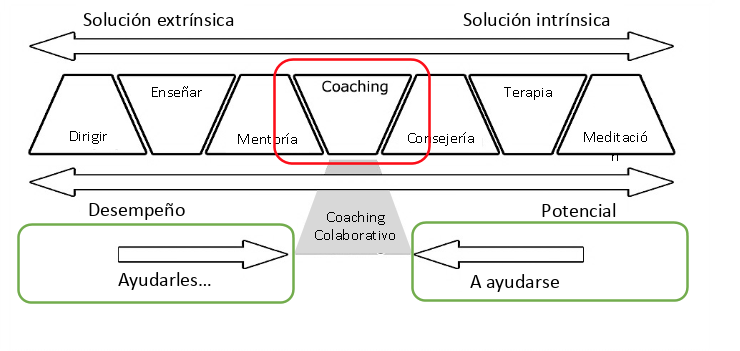 Solución extrínsica
Solución intrínsica
Enseñar
Coaching
Terapia
Dirigir
Mentoría
Consejería
Meditació
n
Desempeño
Potencial
Coaching
Colaborativo
Ayudarles...
A ayudarse